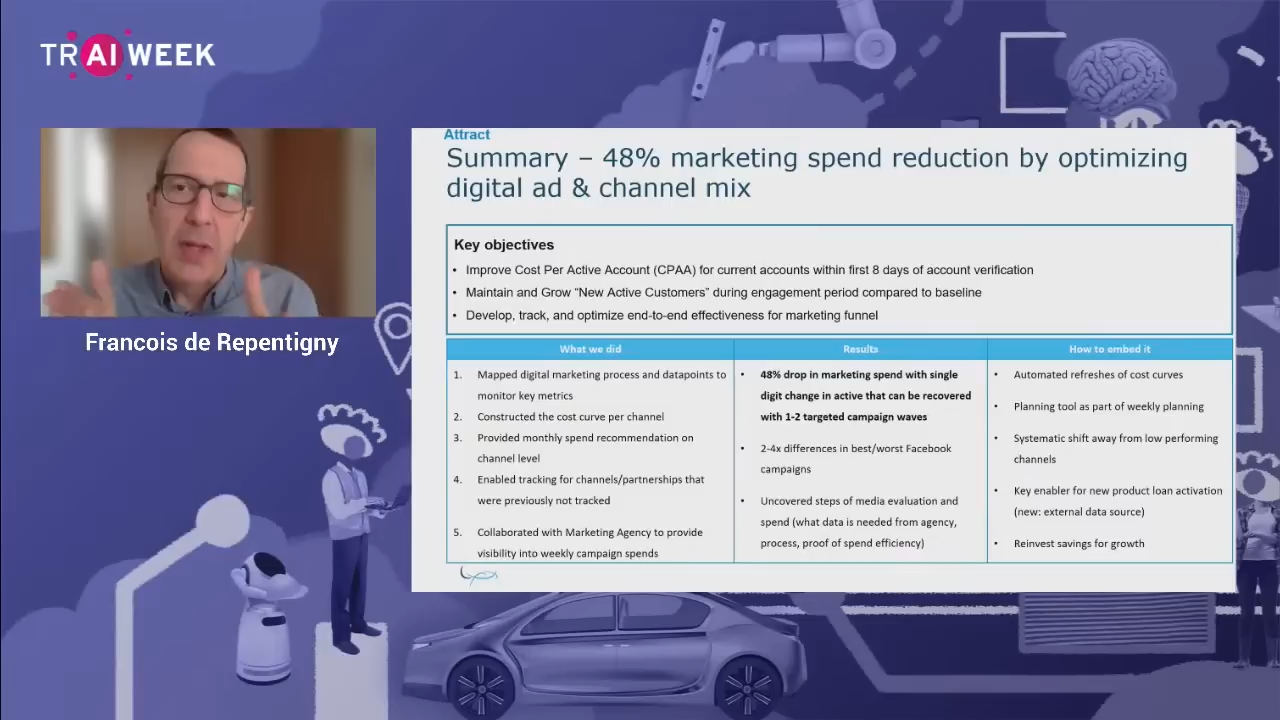 TRAI WEEK
Francois de Repentigny
Attract
Summary – 48% marketing spend reduction by optimizing
digital ad & channel mix
Key objectives
• Improve Cost Per Active Account (CPAA) for current accounts within first 8 days of account verification
• Maintain and Grow "New Active Customers" during engagement period compared to baseline
• Develop, track, and optimize end-to-end effectiveness for marketing funnel
What we did
1. Mapped digital marketing process and datapoints to
monitor key metrics
2. Constructed the cost curve per channel
3. Provided monthly spend recommendation on
channel level
4. Enabled tracking for channels/partnerships that
were previously not tracked
5. Collaborated with Marketing Agency to provide
visibility into weekly campaign spends
Results
• 48% drop in marketing spend with single
digit change in active that can be recovered
with 1-2 targeted campaign waves
• 2-4x differences in best/worst Facebook
campaigns
• Uncovered steps of media evaluation and
spend (what data is needed from agency,
process, proof of spend efficiency)
How to embed it
• Automated refreshes of cost curves
• Planning tool as part of weekly planning
• Systematic shift away from low performing
channels
• Key enabler for new product loan activation
(new: external data source)
• Reinvest savings for growth